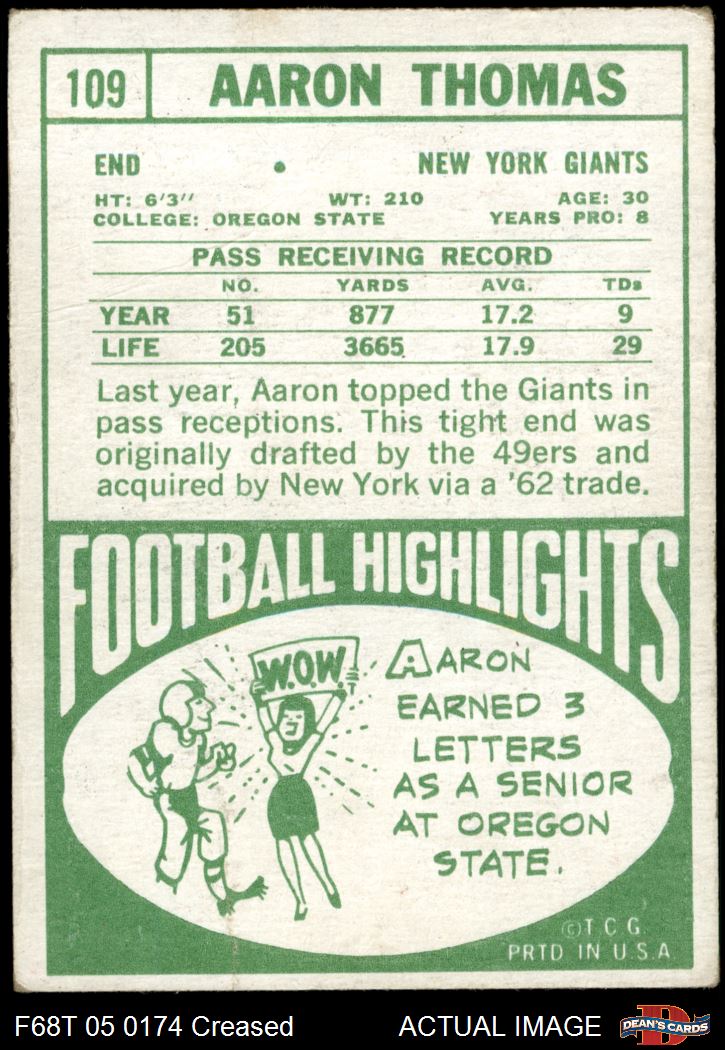 109 AARON THOMAS
END • NEW YORK GIANTS
HT: 6'3" WT: 210 AGE: 30
COLLEGE: OREGON STATE YEARS PRO: 8
PASS RECEIVING RECORD
NO. YARDS AVG. TDs
YEAR 51 877 17.2 9
LIFE 205 3665 17.9 29
Last year, Aaron topped the Giants in
pass receptions. This tight end was
originally drafted by the 49ers and
acquired by New York via a '62 trade.
FOOTBALL HIGHLIGHTS
W.O.W.
AARON
EARNED 3
LETTERS
AS A SENIOR
AT OREGON
STATE.
©T.C.G.
PRTD IN U.S.A.
F68T 05 0174 Creased ACTUAL IMAGE D DEAN'S CARDS